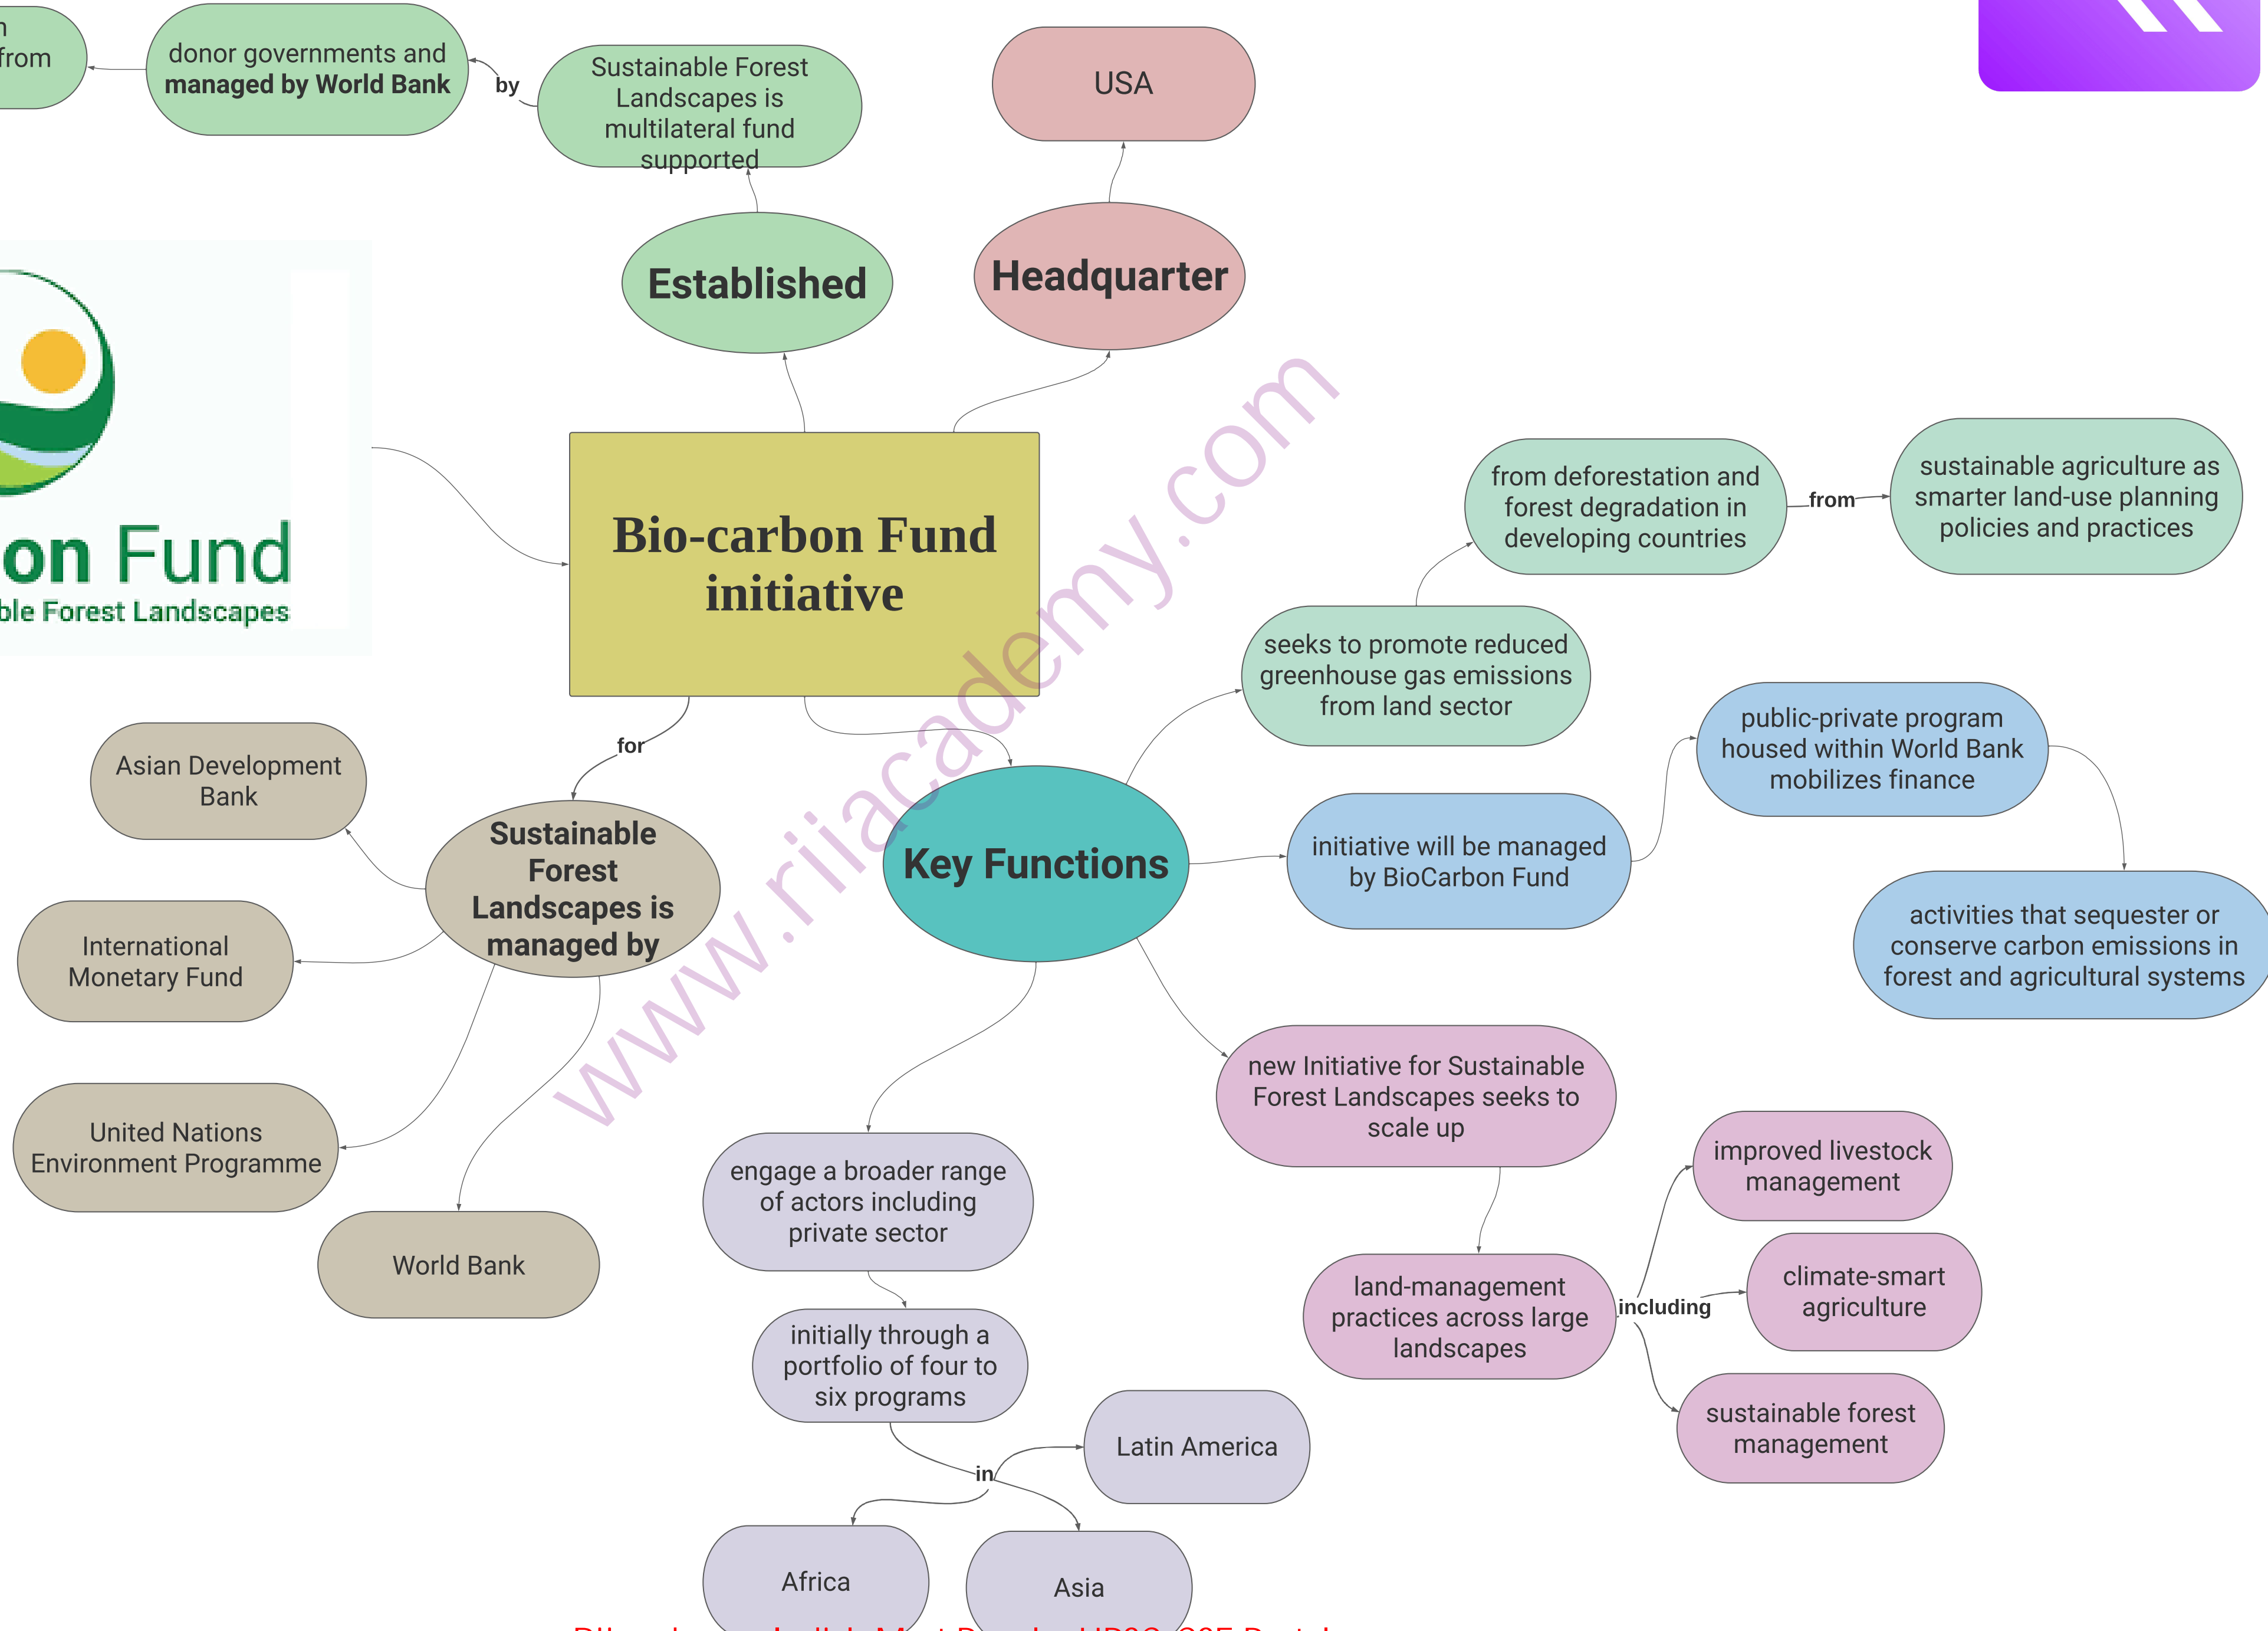 from
donor governments and
managed by World Bank
by
Sustainable Forest
Landscapes is
multilateral fund
supported
USA
Established
Headquarter
on Fund
Forest Landscapes
Bio-carbon Fund
initiative
from deforestation and
forest degradation in
developing countries
from
sustainable agriculture as
smarter land-use planning
policies and practices
seeks to promote reduced
greenhouse gas emissions
from land sector
public-private program
housed within World Bank
mobilizes finance
for
Asian Development
Bank
Sustainable
Forest
Landscapes is
managed by
Key Functions
initiative will be managed
by BioCarbon Fund
activities that sequester or
conserve carbon emissions in
forest and agricultural systems
International
Monetary Fund
United Nations
Environment Programme
World Bank
new Initiative for Sustainable
Forest Landscapes seeks to
scale up
engage a broader range
of actors including
private sector
improved livestock
management
climate-smart
agriculture
land-management
practices across large
landscapes
including
initially through a
portfolio of four to
six programs
sustainable forest
management
in
Latin America
Africa
Asia
www.rijiacademy.com